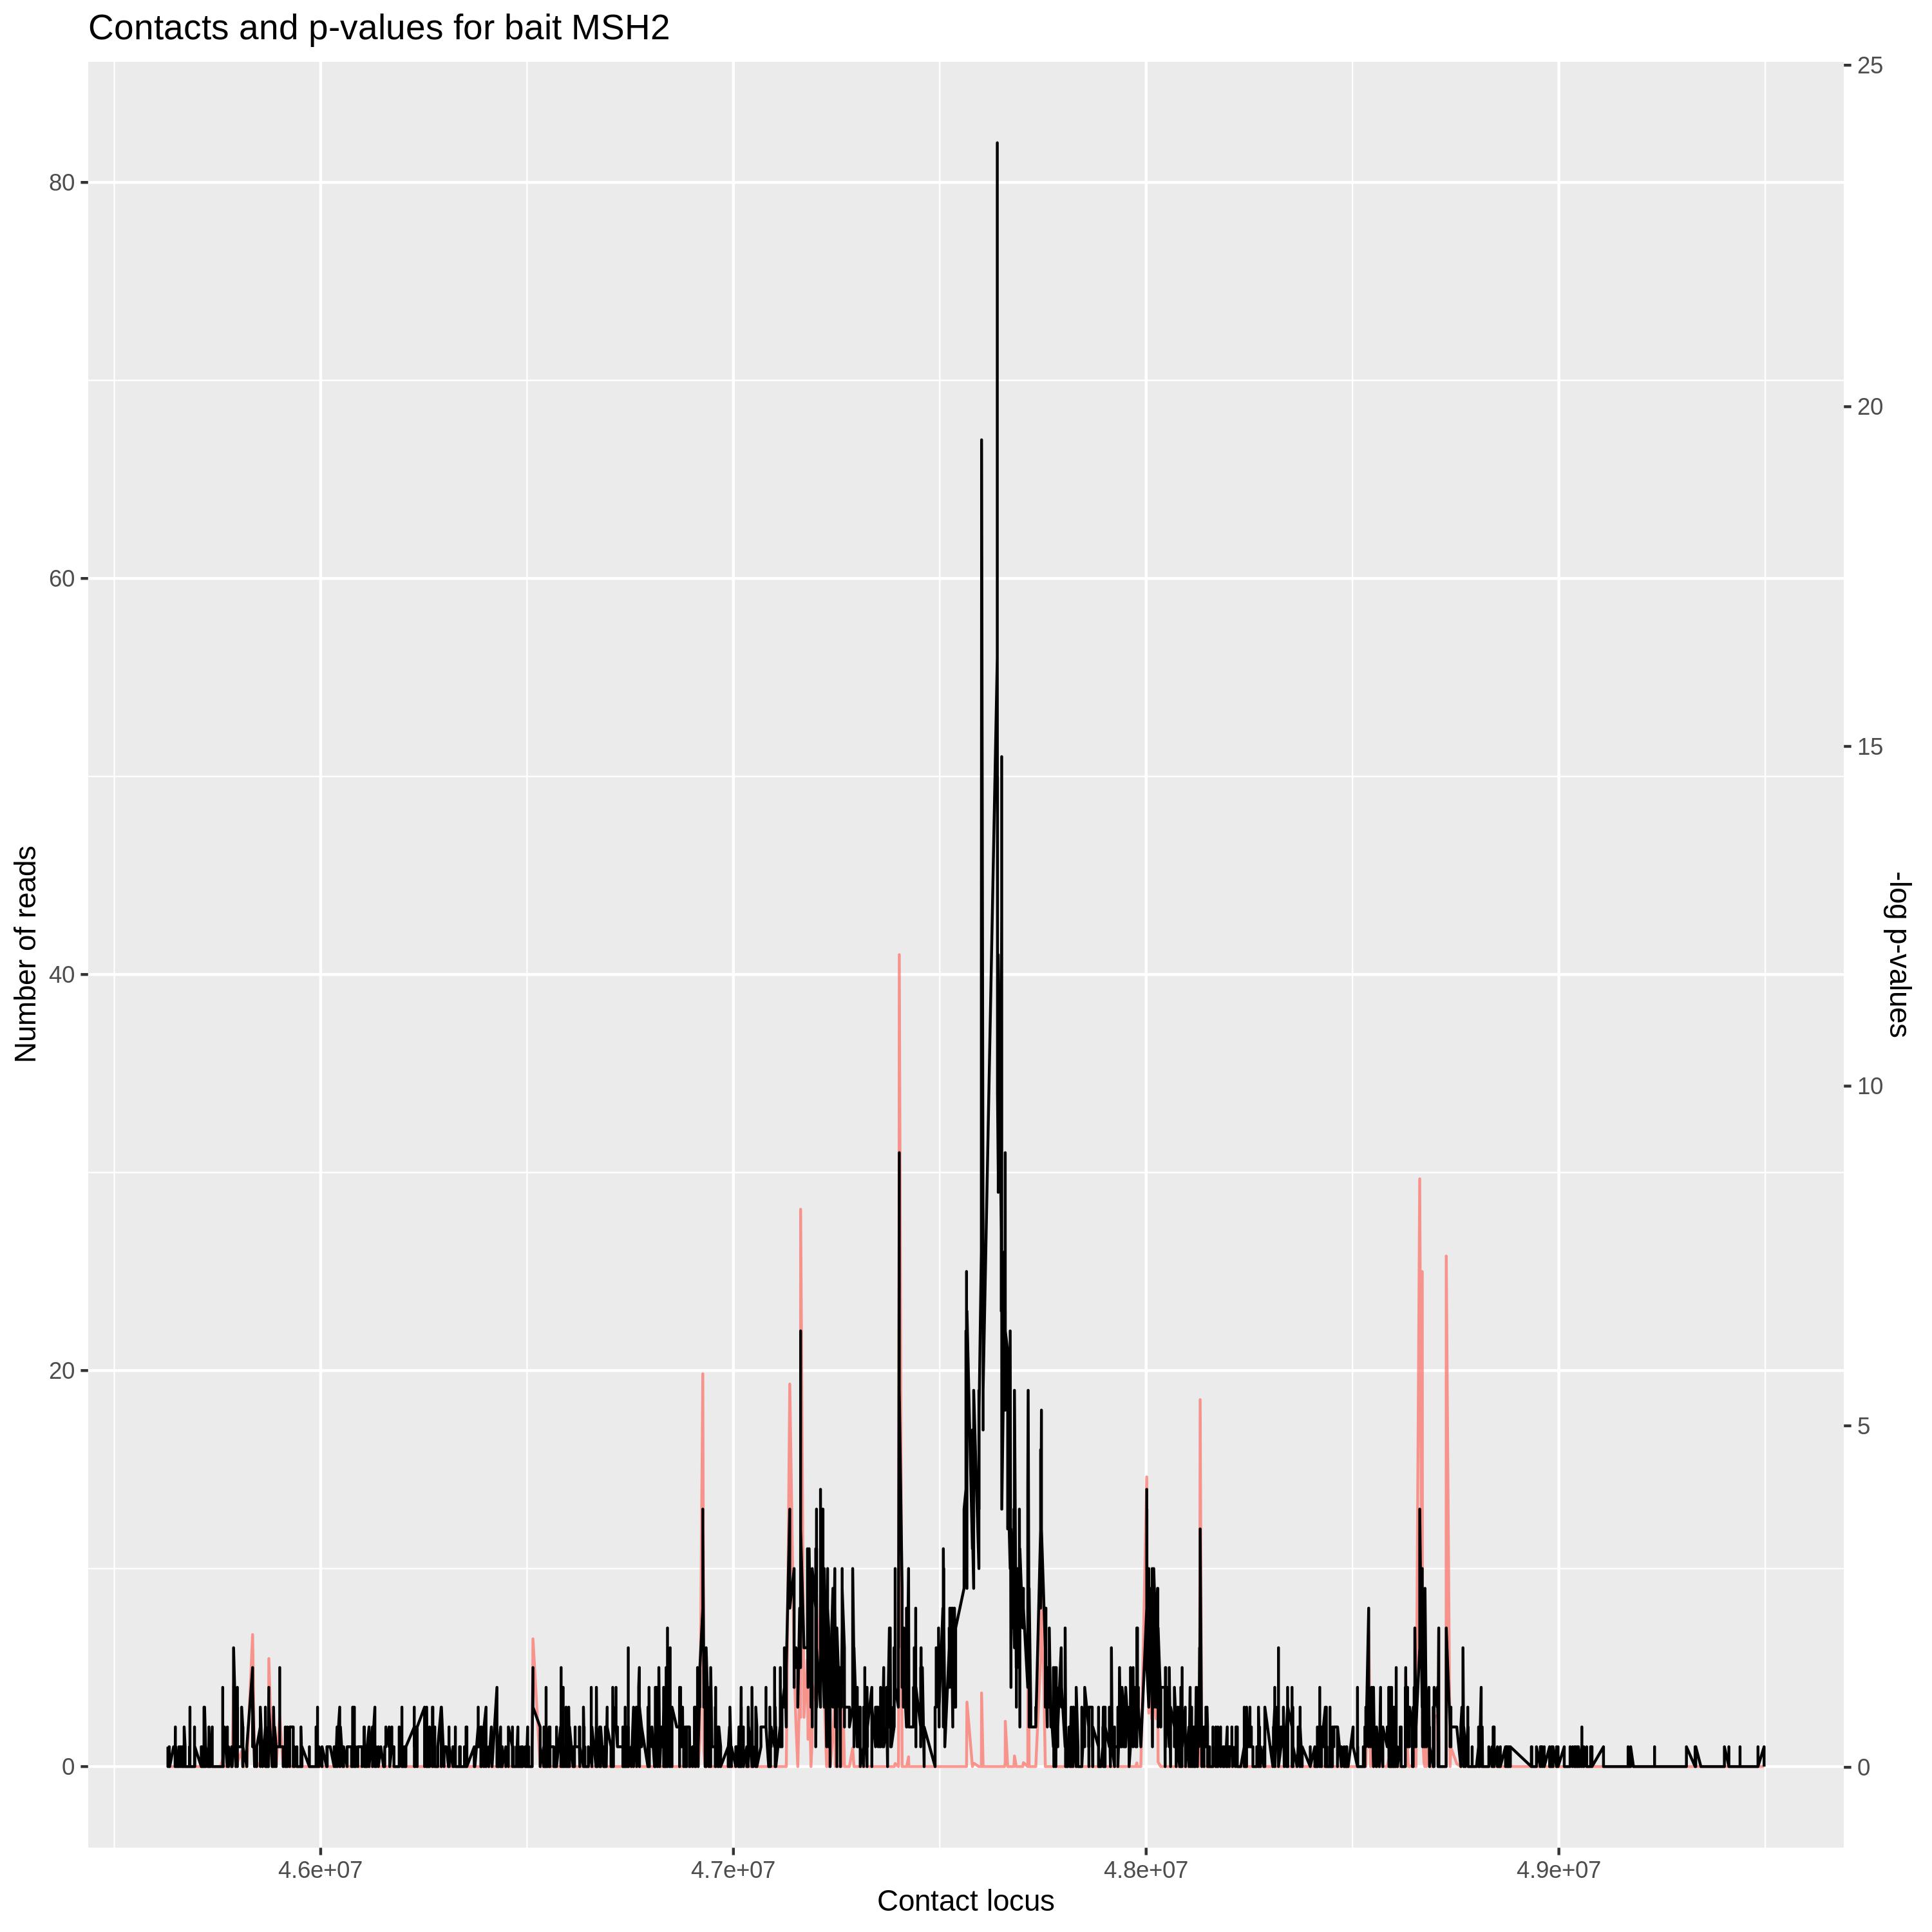 Contacts and p-values for bait MSH2
25
80
20
60
15
Number of reads
-log p-values
40
10
20
5
0
0
4.6e+07
4.7e+07
4.8e+07
4.9e+07
Contact locus